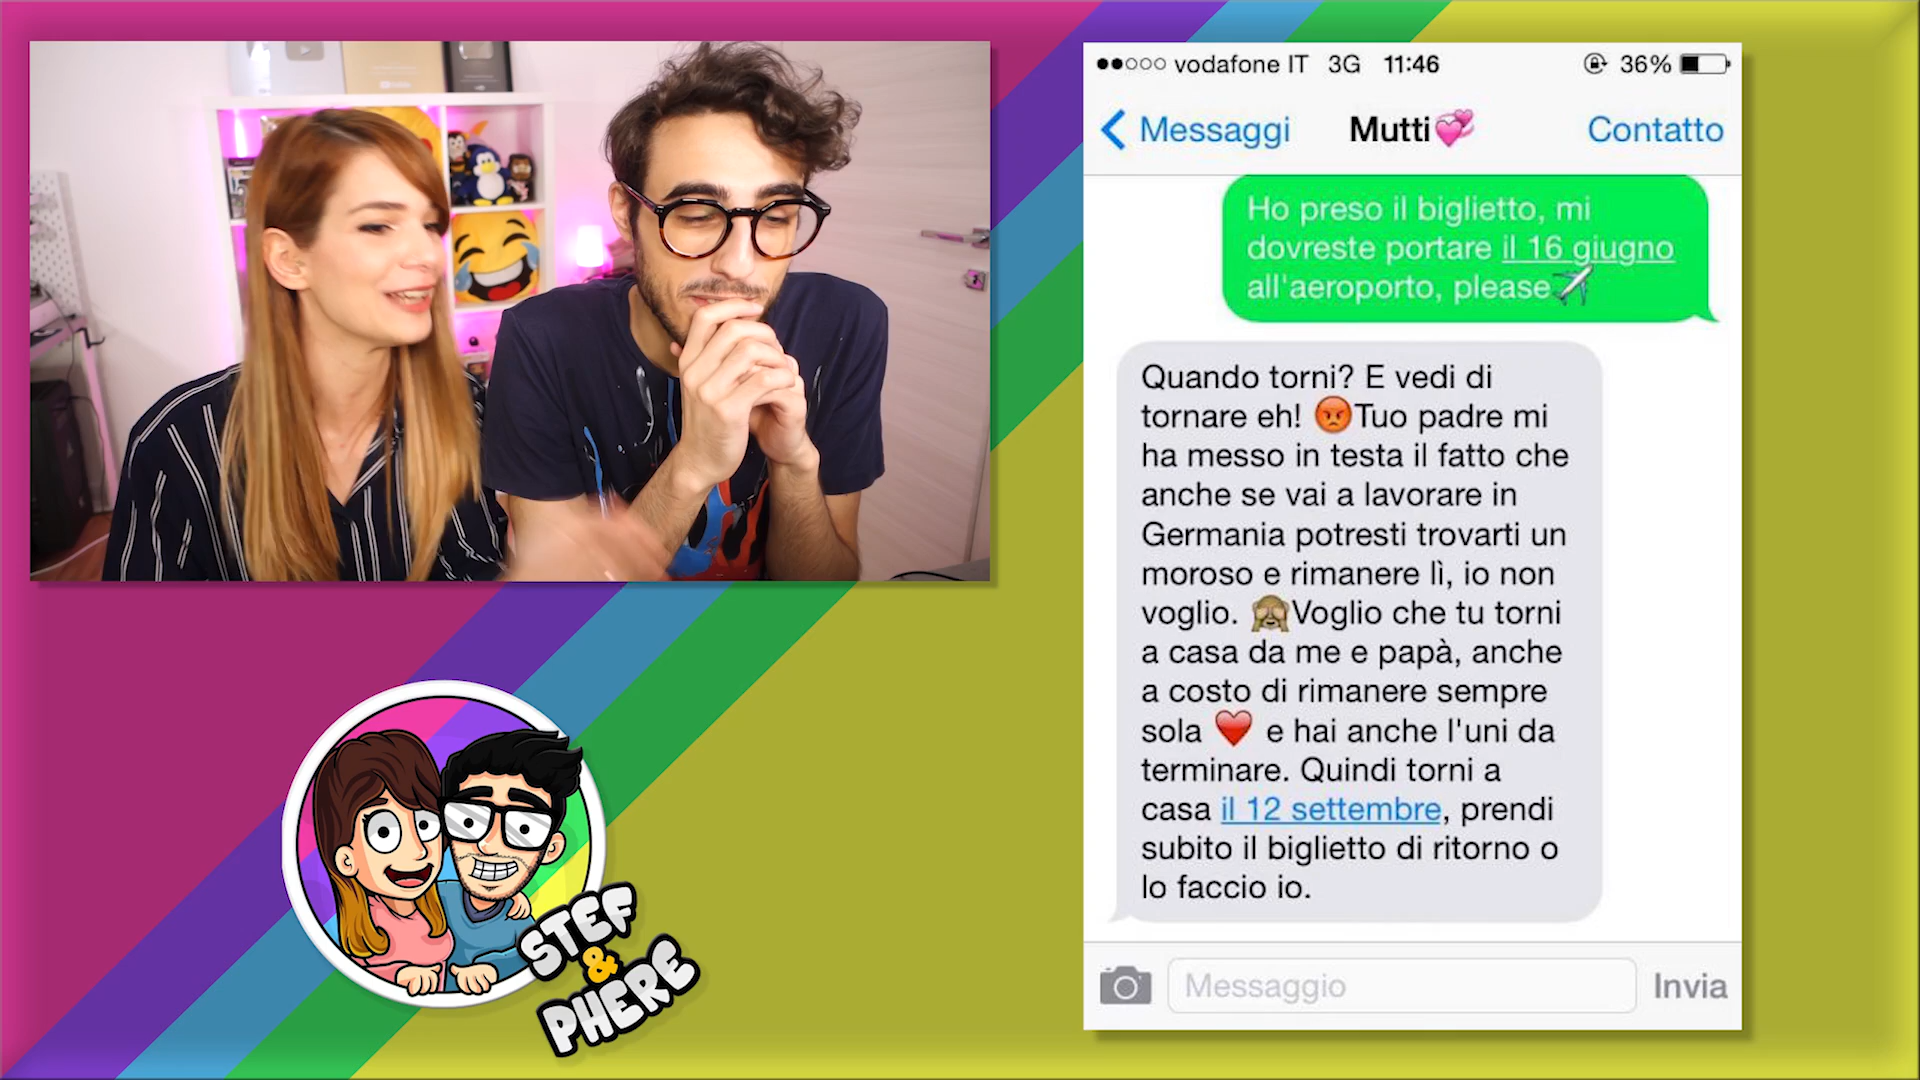 vodafone IT 3G 11:46 36%
Messaggi Mutti Contatto
Ho preso il biglietto, mi
dovreste portare il 16 giugno
all'aeroporto, please
Quando torni? E vedi di
tornare eh! Tuo padre mi
ha messo in testa il fatto che
anche se vai a lavorare in
Germania potresti trovarti un
moroso e rimanere lì, io non
voglio. Voglio che tu torni
a casa da me e papà, anche
a costo di rimanere sempre
sola e hai anche l'uni da
terminare. Quindi torni a
casa il 12 settembre, prendi
subito il biglietto di ritorno o
lo faccio io.
Messaggio Invia
STEF
&
PHERE